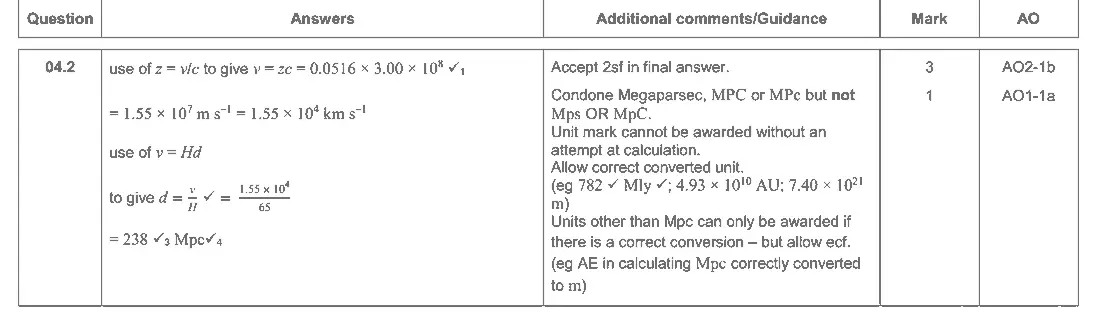 Question Answers Additional comments/Guidance Mark AO
04.2 use of z = v/c to give v = zc = 0.0516 × 3.00 × 10⁸ ✓₁ Accept 2sf in final answer. 3 AO2-1b
Condone Megaparsec, MPC or MPc but not 1 AO1-1a
= 1.55 × 10⁷ m s⁻¹ = 1.55 × 10⁴ km s⁻¹ Mps OR MpC.
Unit mark cannot be awarded without an
use of v = Hd attempt at calculation.
Allow correct converted unit.
to give d = v/H ✓ = 1.55 × 10⁴/65 (eg 782 ✓ Mly ✓; 4.93 × 10¹⁰ AU; 7.40 × 10²¹
m)
Units other than Mpc can only be awarded if
= 238 ✓₃ Mpc✓₄ there is a correct conversion – but allow ecf.
(eg AE in calculating Mpc correctly converted
to m)